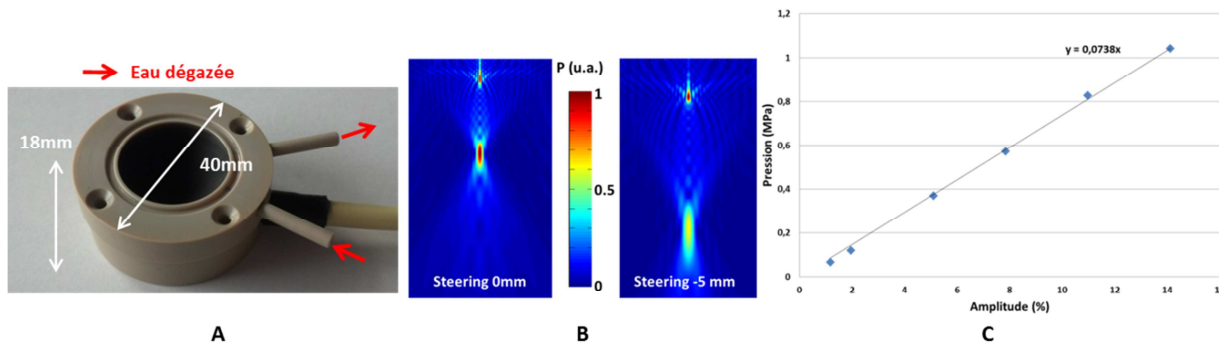 Eau dégazée
18mm
40mm
P (u.a.)
1
0.5
0
Steering 0mm
Steering -5 mm
y = 0,0738x
Pression (MPa)
1,2
1
0,8
0,6
0,4
0,2
0
0 2 4 6 8 10 12 14 16
Amplitude (%)
A
B
C